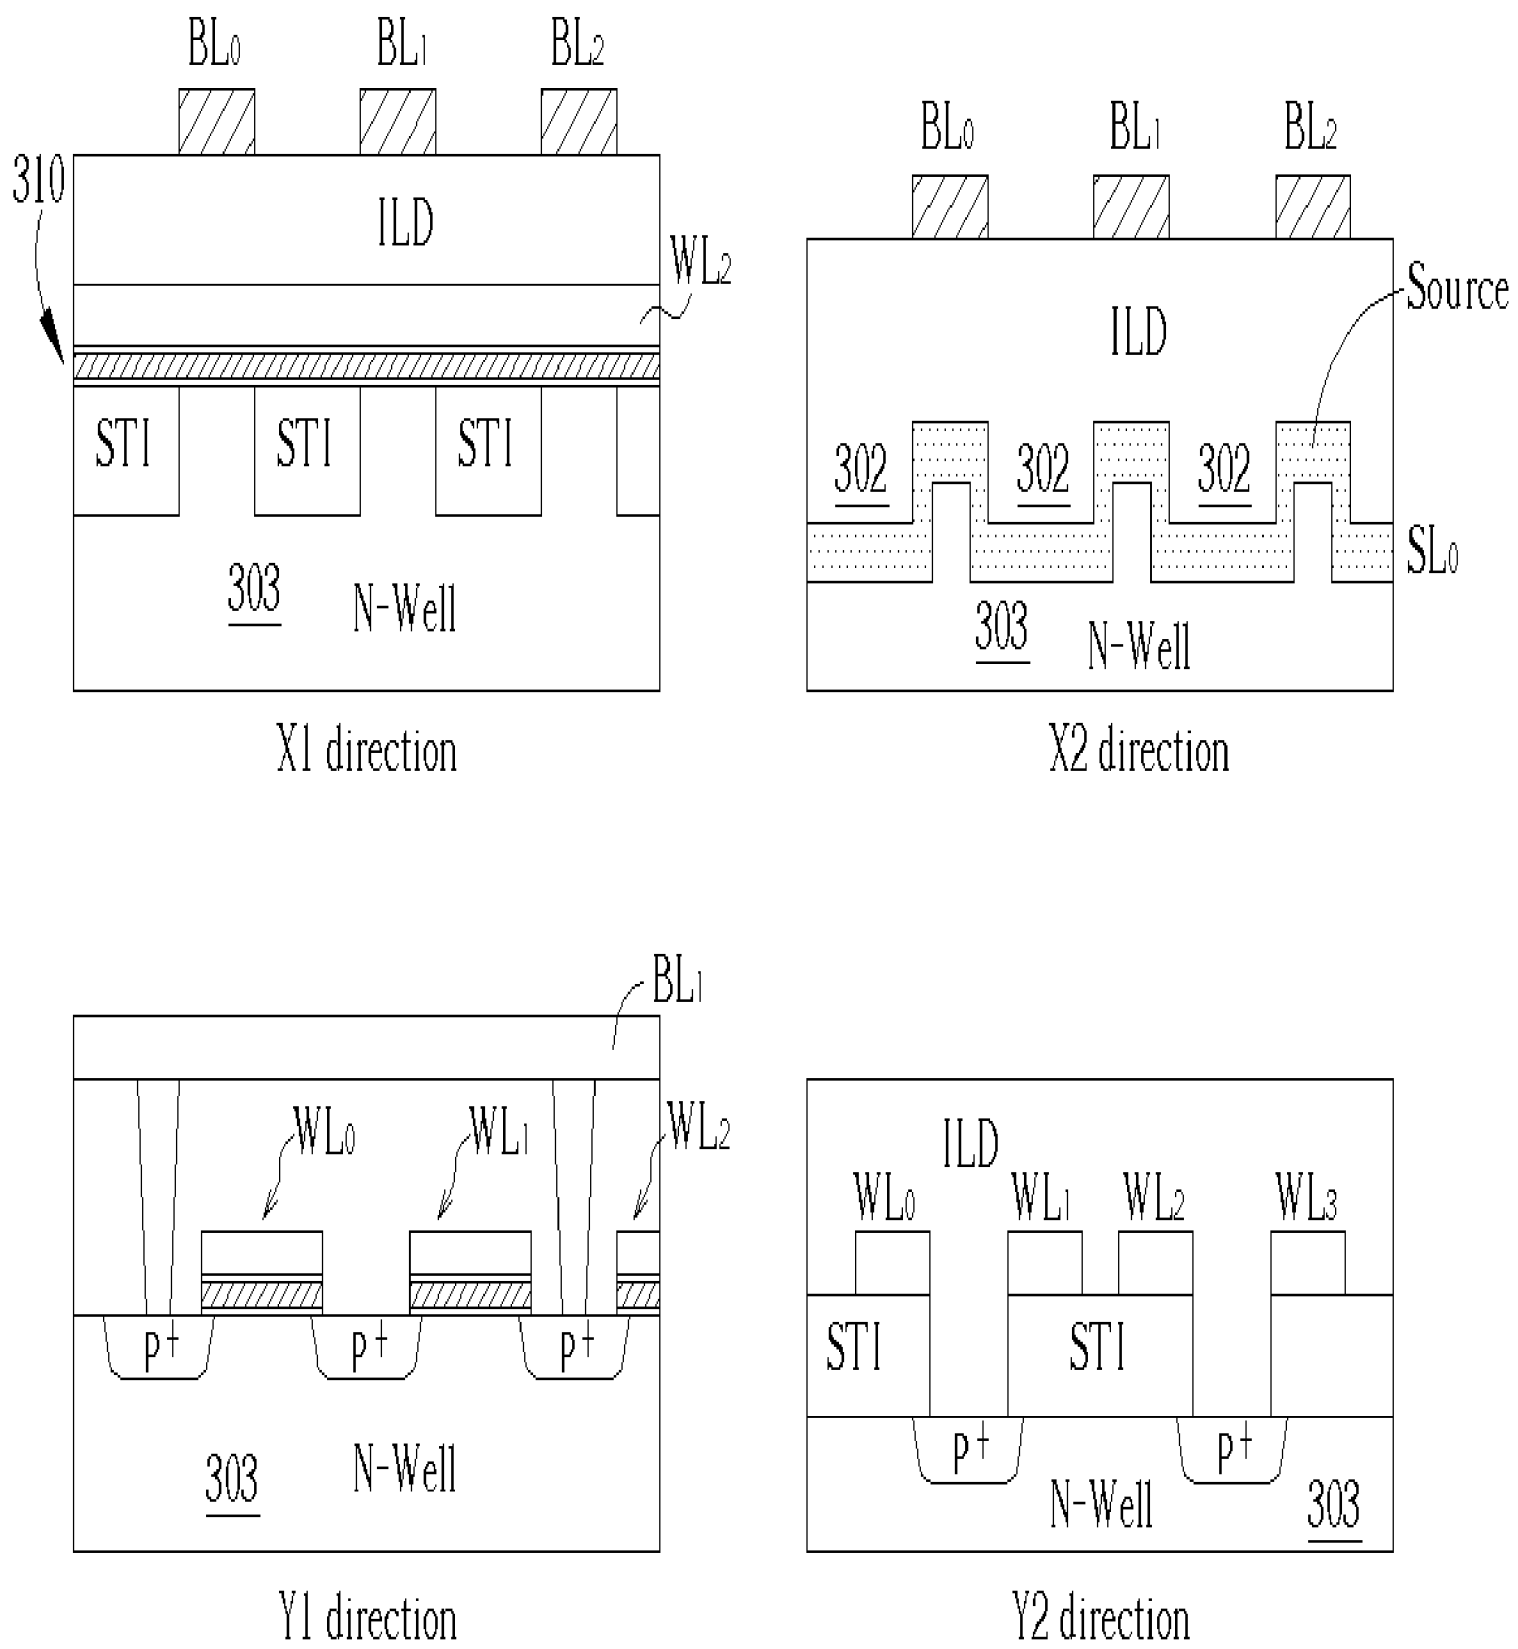 BL0 BL1 BL2
310
ILD
WL2
STI STI STI
303 N-Well
X1 direction
BL0 BL1 BL2
Source
ILD
302 302 302
SL0
303 N-Well
X2 direction
BL1
WL0 WL1 WL2
p+ p+ p+
303 N-Well
Y1 direction
ILD
WL0 WL1 WL2 WL3
STI STI
p+ p+
N-Well 303
Y2 direction